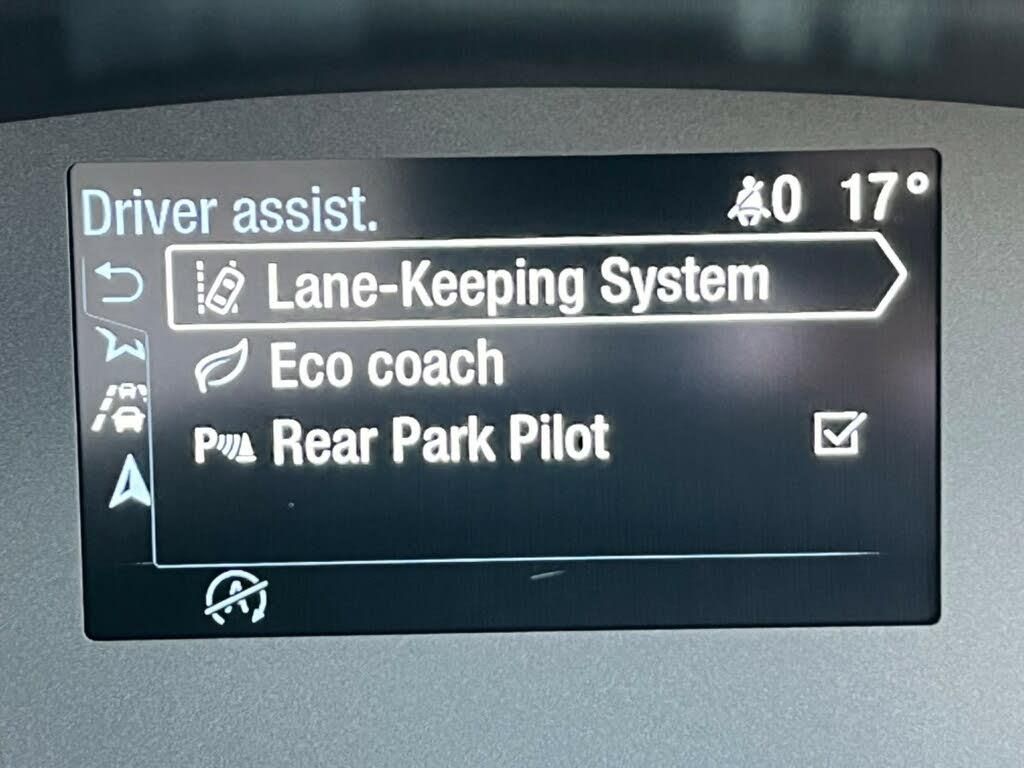 Driver assist. 0 17°
Lane-Keeping System
Eco coach
P Rear Park Pilot
A